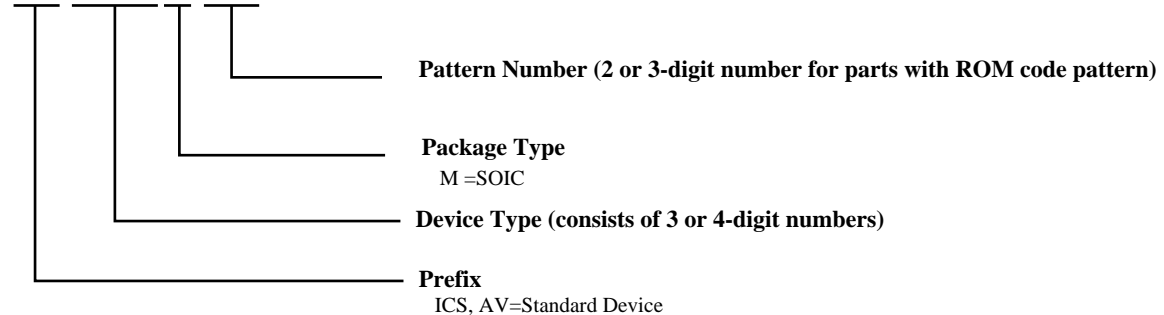 Pattern Number (2 or 3-digit number for parts with ROM code pattern)
Package Type
M =SOIC
Device Type (consists of 3 or 4-digit numbers)
Prefix
ICS, AV=Standard Device